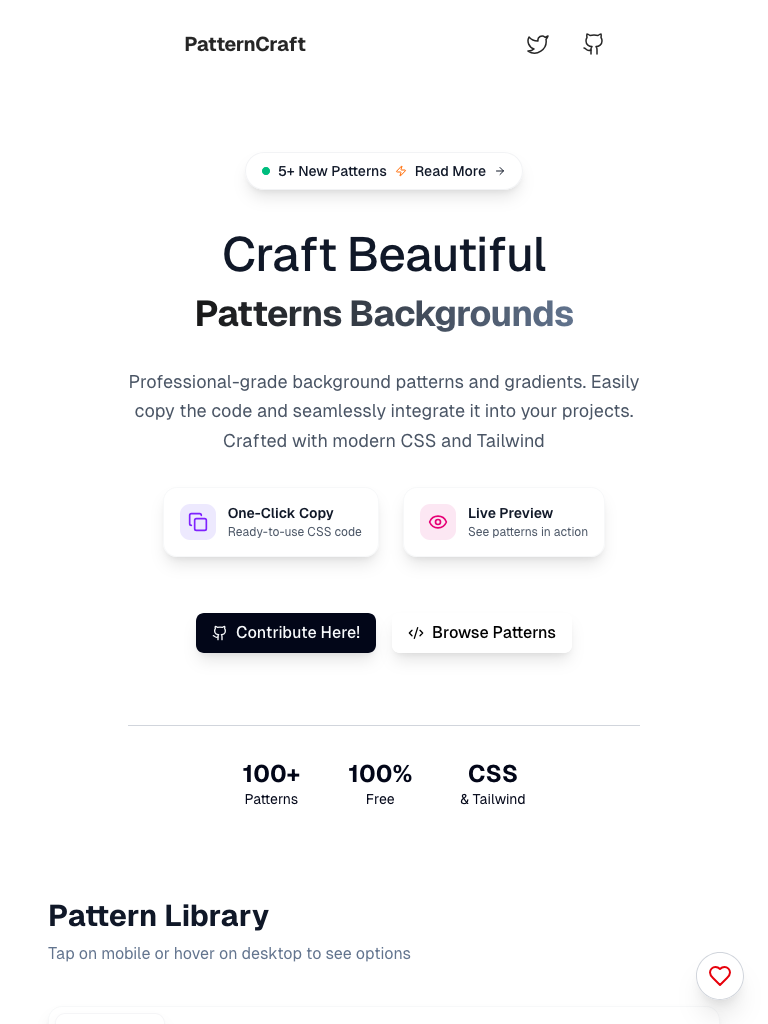 PatternCraft
5+ New Patterns Read More
Craft Beautiful
Patterns Backgrounds
Professional-grade background patterns and gradients. Easily
copy the code and seamlessly integrate it into your projects.
Crafted with modern CSS and Tailwind
One-Click Copy
Ready-to-use CSS code
Live Preview
See patterns in action
Contribute Here!
Browse Patterns
100+
Patterns
100%
Free
CSS
& Tailwind
Pattern Library
Tap on mobile or hover on desktop to see options